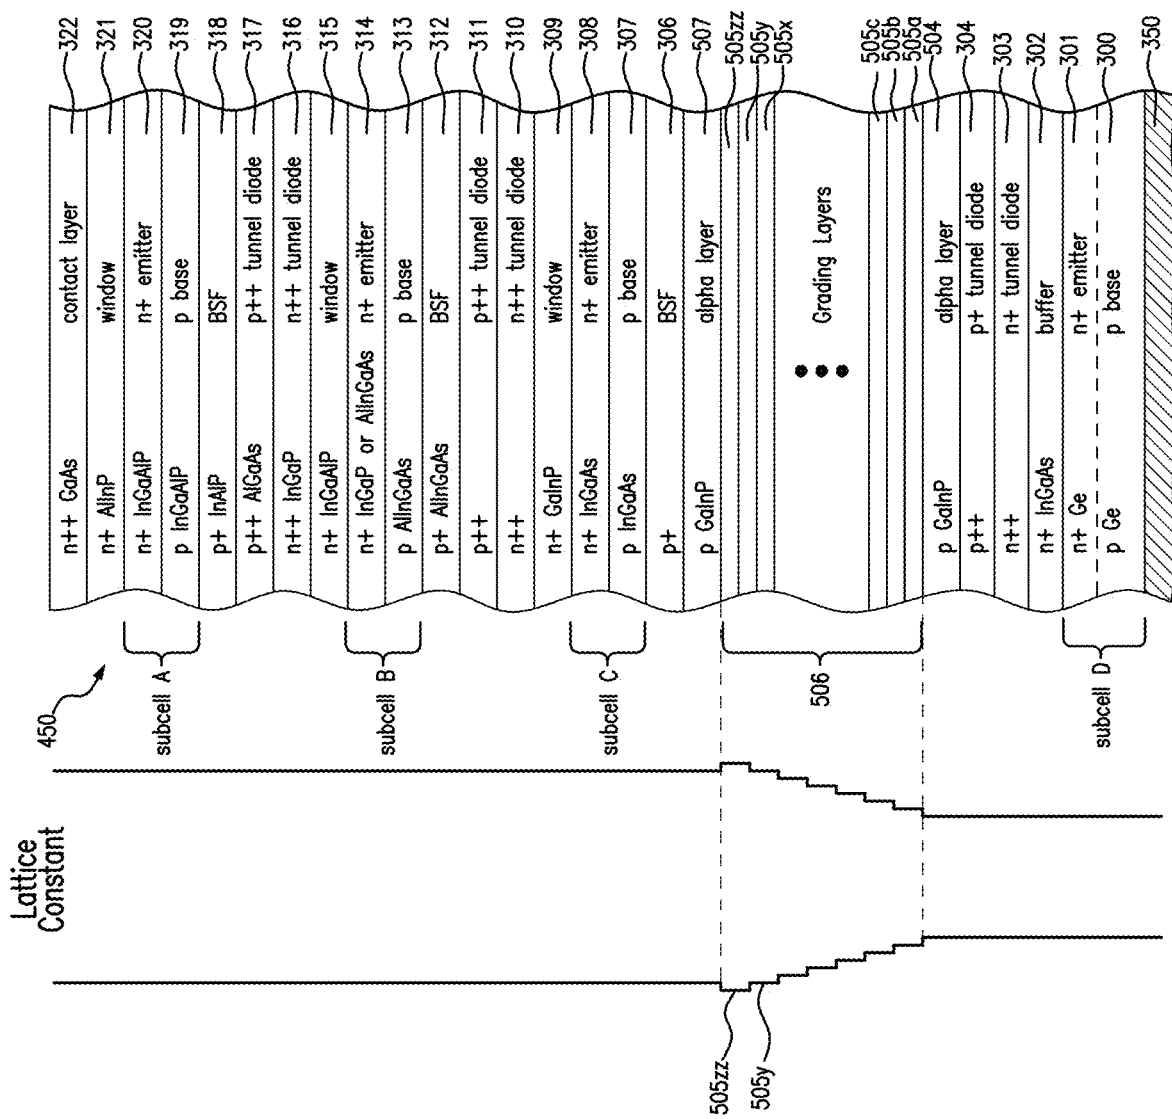 Lattice
Constant
450
n++ GaAs contact layer 322
n+ AlInP window 321
n+ InGaAlP n+ emitter 320
subcell A
p InGaAlP p base 319
p+ InAlP BSF 318
p++ AlGaAs p++ tunnel diode 317
n++ InGaP n++ tunnel diode 316
n+ InGaAlP window 315
n+ InGaP or AlInGaAs n+ emitter 314
subcell B
p AlInGaAs p base 313
p+ AlInGaAs BSF 312
p++ p++ tunnel diode 311
n++ n++ tunnel diode 310
n+ GaInP window 309
n+ InGaAs n+ emitter 308
subcell C
p InGaAs p base 307
p+ BSF 306
p GaInP alpha layer 507
505zz 505zz
505y 505y
505x
506 Grading Layers
505c
505b
505a
p GaInP alpha layer 504
p++ p+ tunnel diode 304
n++ n+ tunnel diode 303
n+ InGaAs buffer 302
n+ Ge n+ emitter 301
subcell D
p Ge p base 300
350